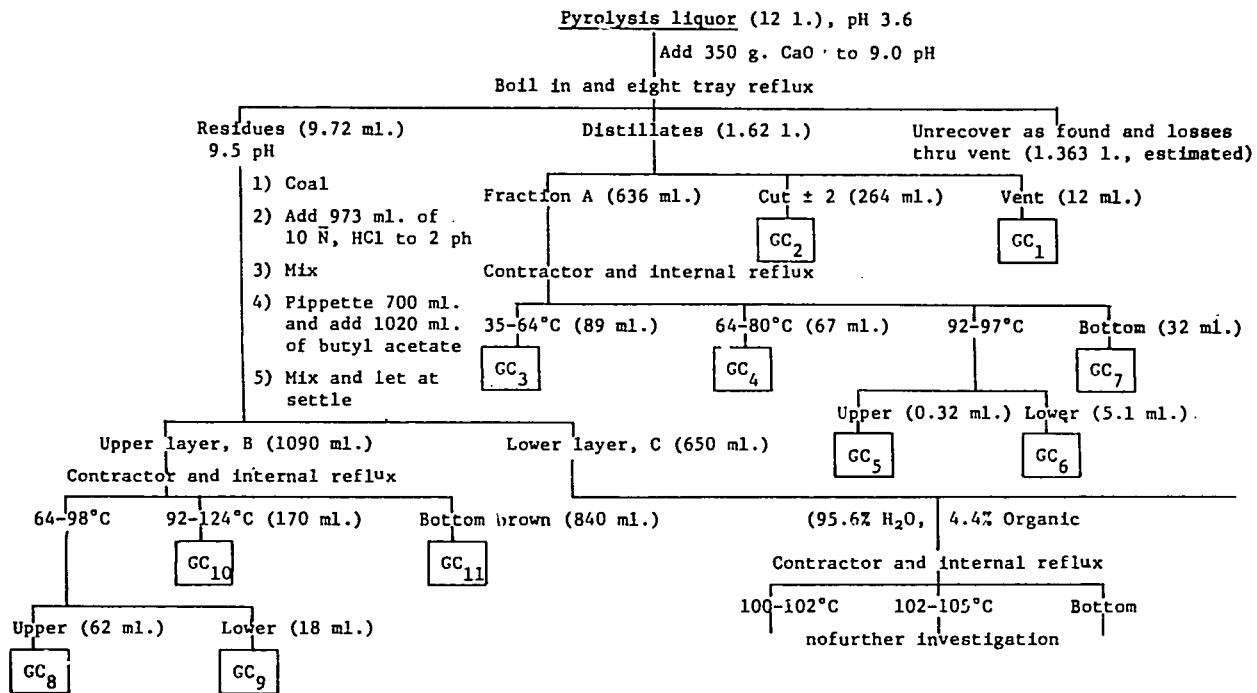 Pyrolysis liquor (12 l.), pH 3.6
Add 350 g. CaO to 9.0 pH
Boil in and eight tray reflux
Residues (9.72 ml.)
9.5 pH
Distillates (1.62 l.)
Unrecover as found and losses
thru vent (1.363 l., estimated)
1) Coal
2) Add 973 ml. of
10 N̅, HCl to 2 ph
3) Mix
4) Pippette 700 ml.
and add 1020 ml.
of butyl acetate
5) Mix and let at
settle
Fraction A (636 ml.)
Cut ± 2 (264 ml.)
Vent (12 ml.)
GC2
GC1
Contractor and internal reflux
35-64°C (89 ml.)
64-80°C (67 ml.)
92-97°C
Bottom (32 ml.)
GC3
GC4
GC7
Upper (0.32 ml.)
Lower (5.1 ml.)
GC5
GC6
Upper layer, B (1090 ml.)
Lower layer, C (650 ml.)
Contractor and internal reflux
64-98°C
92-124°C (170 ml.)
Bottom brown (840 ml.)
GC10
GC11
(95.6% H2O, 4.4% Organic
Contractor and internal reflux
100-102°C
102-105°C
Bottom
nofurther investigation
Upper (62 ml.)
Lower (18 ml.)
GC8
GC9